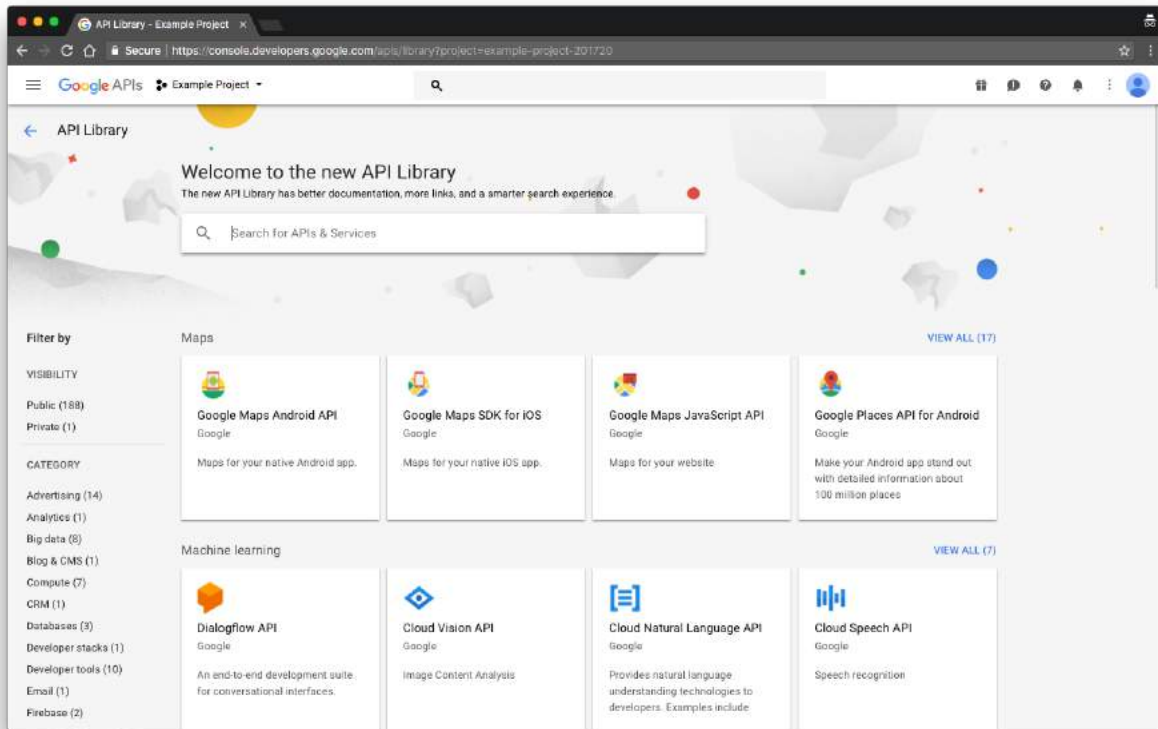 API Library - Example Project ×
Secure | https://console.developers.google.com/apis/library?project=example-project-201720
Google APIs Example Project
API Library
Welcome to the new API Library
The new API Library has better documentation, more links, and a smarter search experience.
Search for APIs & Services
Filter by
VISIBILITY
Public (188)
Private (1)
CATEGORY
Advertising (14)
Analytics (1)
Big data (8)
Blog & CMS (1)
Compute (7)
CRM (1)
Databases (3)
Developer stacks (1)
Developer tools (10)
Email (1)
Firebase (2)
Maps
VIEW ALL (17)
Google Maps Android API
Google
Maps for your native Android app.
Google Maps SDK for iOS
Google
Maps for your native iOS app.
Google Maps JavaScript API
Google
Maps for your website
Google Places API for Android
Google
Make your Android app stand out
with detailed information about
100 million places
Machine learning
VIEW ALL (7)
Dialogflow API
Google
An end-to-end development suite
for conversational interfaces.
Cloud Vision API
Google
Image Content Analysis
Cloud Natural Language API
Google
Provides natural language
understanding technologies to
developers. Examples include
Cloud Speech API
Google
Speech recognition